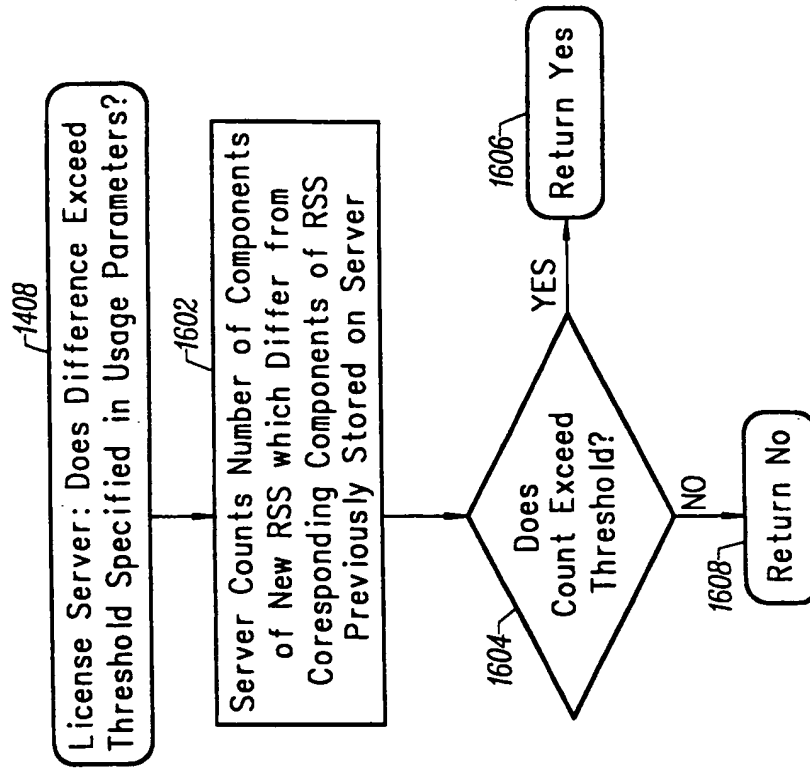 1408
License Server: Does Difference Exceed
Threshold Specified in Usage Parameters?
1602
Server Counts Number of Components
of New RSS which Differ from
Coresponding Components of RSS
Previously Stored on Server
1604
Does
Count Exceed
Threshold?
YES
1606
Return Yes
NO
1608
Return No